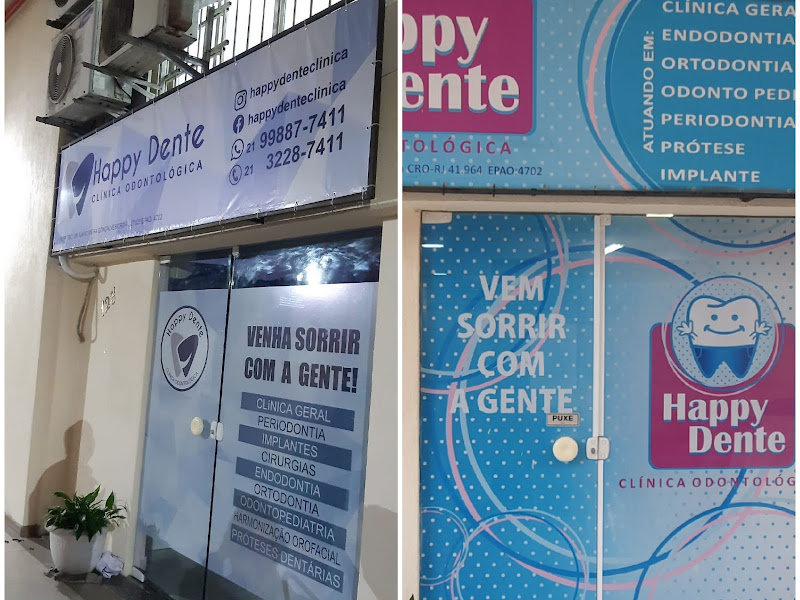 happydenteclinica
happydenteclinica
21 99887-7411
21 3228-7411
Happy Dente
CLÍNICA ODONTOLÓGICA
Happy Dente
VENHA SORRIR
COM A GENTE!
CLÍNICA GERAL
PERIODONTIA
IMPLANTES
CIRURGIAS
ENDODONTIA
ORTODONTIA
ODONTOPEDIATRIA
HARMONIZAÇÃO OROFACIAL
PRÓTESES DENTÁRIAS
ppy
ente
TOLÓGICA
CRO-RJ 41.964 EPAO:4702
ATUANDO EM:
CLÍNICA GERA
ENDODONTIA
ORTODONTIA
ODONTO PEDI
PERIODONTIA
PRÓTESE
IMPLANTE
VEM
SORRIR
COM
A GENTE
PUXE
Happy
Dente
CLÍNICA ODONTOLÓG